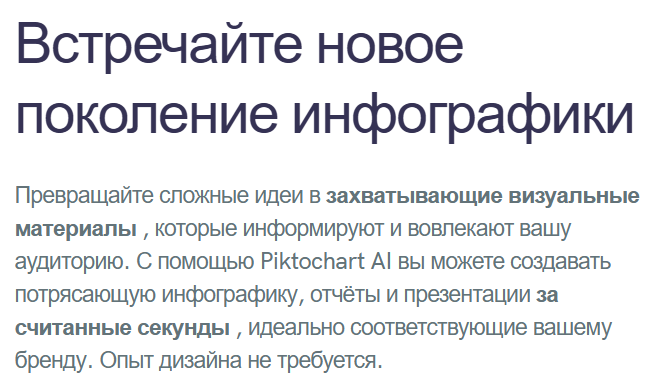 Встречайте новое
поколение инфографики
Превращайте сложные идеи в захватывающие визуальные
материалы , которые информируют и вовлекают вашу
аудиторию. С помощью Piktochart AI вы можете создавать
потрясающую инфографику, отчёты и презентации за
считанные секунды , идеально соответствующие вашему
бренду. Опыт дизайна не требуется.